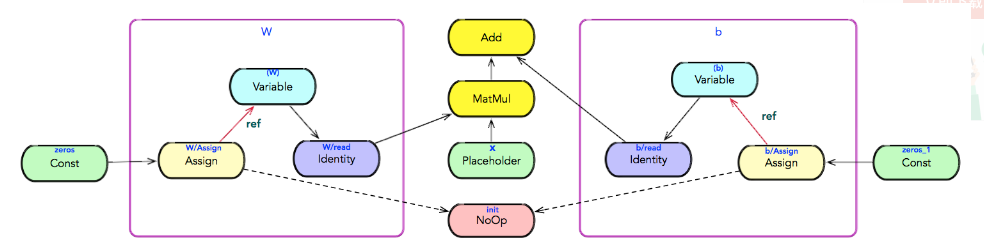 W
b
Add
(W)
Variable
(b)
Variable
MatMul
ref
ref
zeros
Const
W/Assign
Assign
W/read
Identity
X
Placeholder
b/read
Identity
b/Assign
Assign
zeros_1
Const
init
NoOp